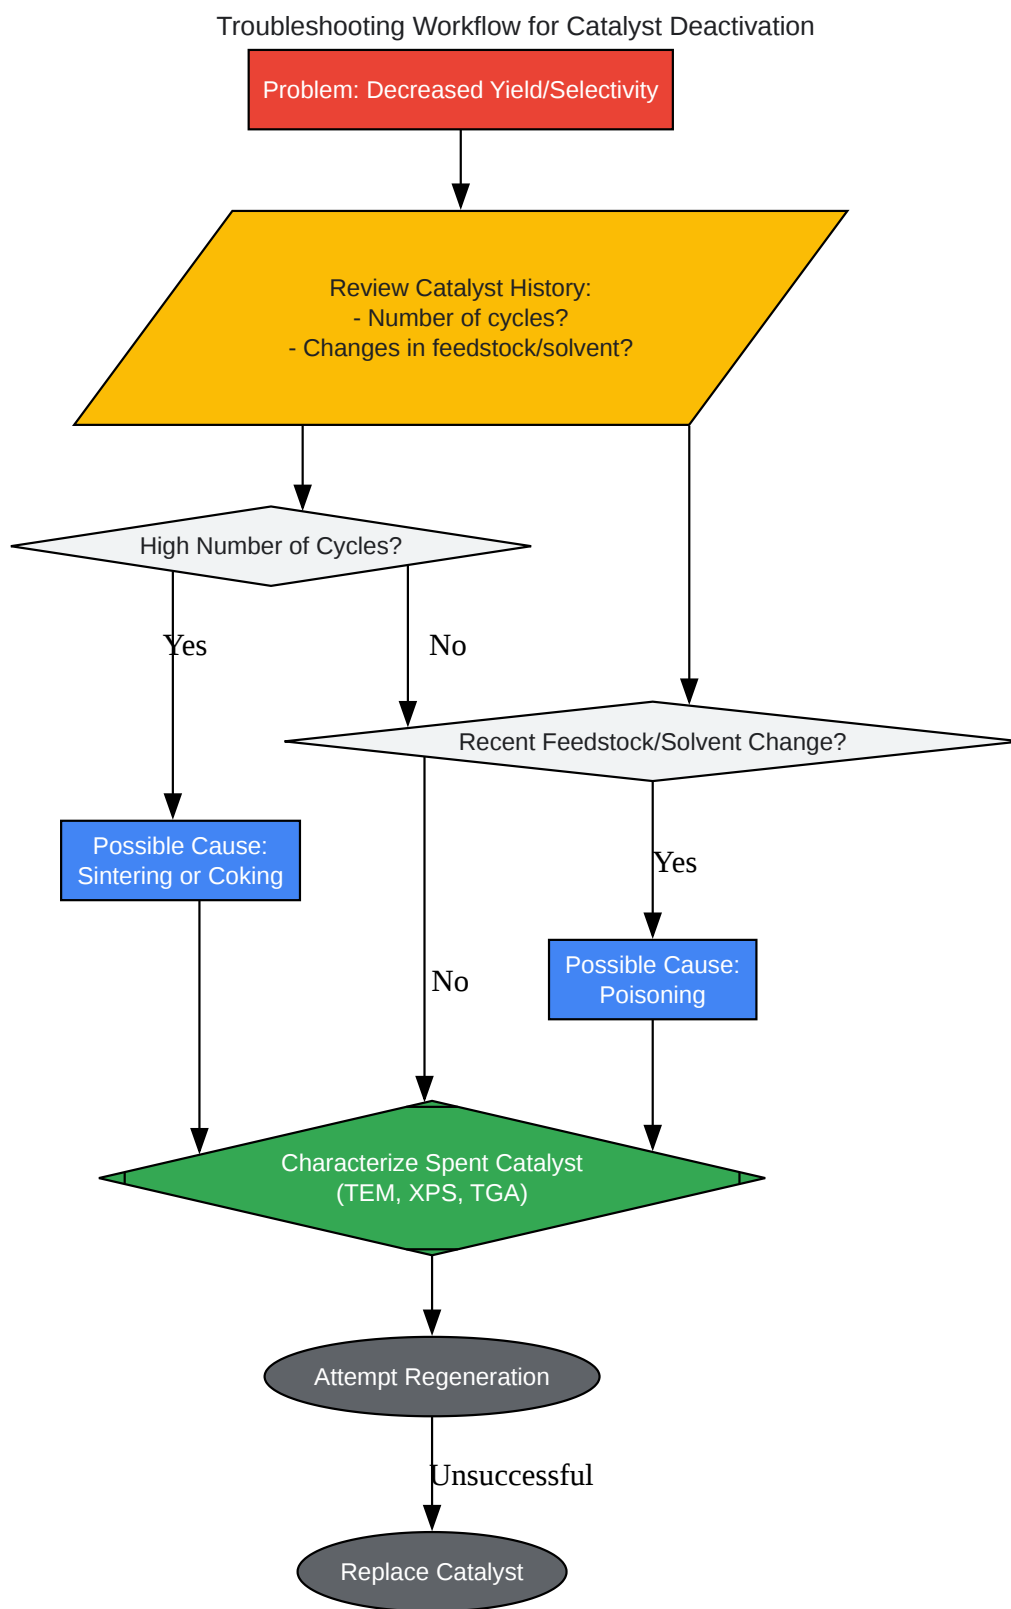 Troubleshooting Workflow for Catalyst Deactivation
Problem: Decreased Yield/Selectivity
Review Catalyst History:
- Number of cycles?
- Changes in feedstock/solvent?
High Number of Cycles?
Yes
No
Recent Feedstock/Solvent Change?
Possible Cause:
Sintering or Coking
Yes
Possible Cause:
Poisoning
No
Characterize Spent Catalyst
(TEM, XPS, TGA)
Attempt Regeneration
Unsuccessful
Replace Catalyst